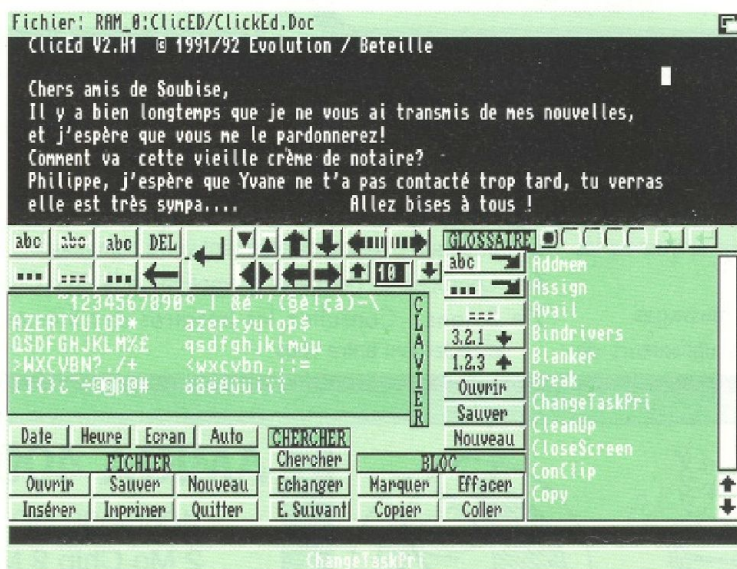 Fichier: RAM_0:ClicED/ClickEd.Doc
ClicEd V2.H1 © 1991/92 Evolution / Beteille
Chers amis de Soubise,
Il y a bien longtemps que je ne vous ai transmis de mes nouvelles,
et j'espère que vous me le pardonnerez!
Comment va cette vieille crème de notaire?
Philippe, j'espère que Yvane ne t'a pas contacté trop tard, tu verras
elle est très sympa.... Allez bises à tous !
abc abc abc DEL
10
GLOSSAIRE
abc
3.2.1
1.2.3
Ouvrir
Sauver
Nouveau
Addmem
Assign
Avail
Bindrivers
Blanker
Break
ChangeTaskPri
CleanUp
CloseScreen
ConClip
Copy
AZERTYUIOP* azertyuiop$
QSDFGHJKLM%£ qsdfghjklmùµ
>WXCVBN?./+ <wxcvbn,;:=
CLAVIER
Date Heure Ecran Auto
FICHIER
Ouvrir Sauver Nouveau
Insérer Imprimer Quitter
CHERCHER
Chercher
Echanger
E. Suivant
BLOC
Marquer Effacer
Copier Coller
ChangeTaskPri